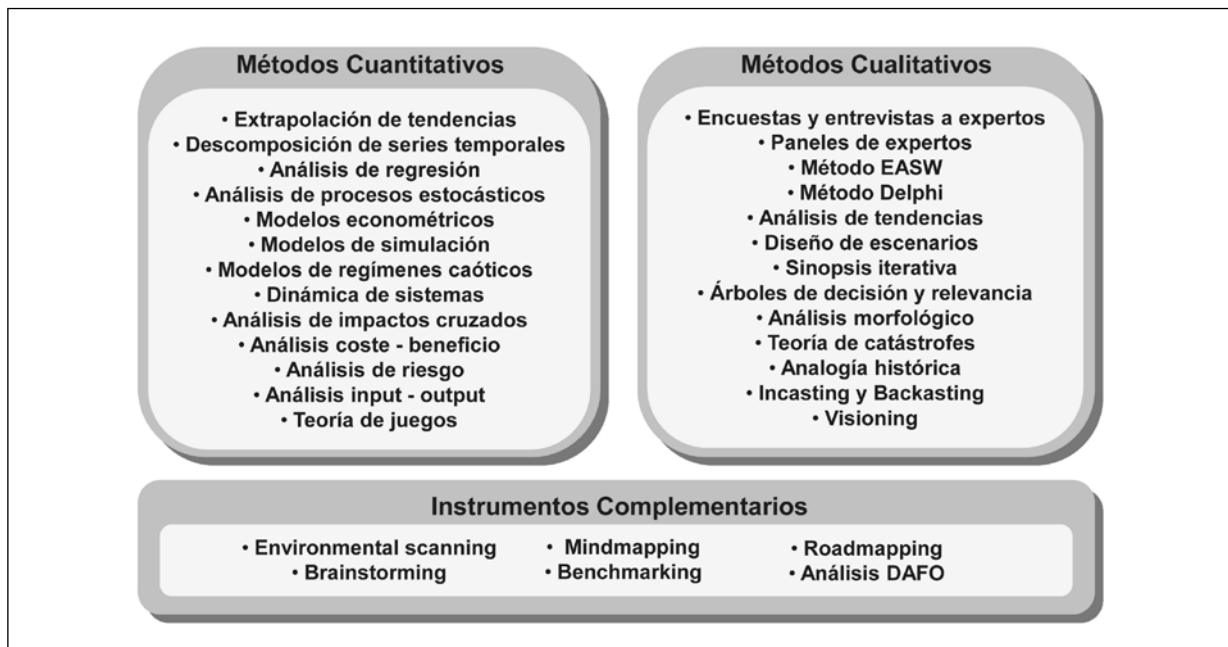 Métodos Cuantitativos
• Extrapolación de tendencias
• Descomposición de series temporales
• Análisis de regresión
• Análisis de procesos estocásticos
• Modelos econométricos
• Modelos de simulación
• Modelos de regímenes caóticos
• Dinámica de sistemas
• Análisis de impactos cruzados
• Análisis coste - beneficio
• Análisis de riesgo
• Análisis input - output
• Teoría de juegos
Métodos Cualitativos
• Encuestas y entrevistas a expertos
• Paneles de expertos
• Método EASW
• Método Delphi
• Análisis de tendencias
• Diseño de escenarios
• Sinopsis iterativa
• Árboles de decisión y relevancia
• Análisis morfológico
• Teoría de catástrofes
• Analogía histórica
• Incasting y Backasting
• Visioning
Instrumentos Complementarios
• Environmental scanning
• Brainstorming
• Mindmapping
• Benchmarking
• Roadmapping
• Análisis DAFO